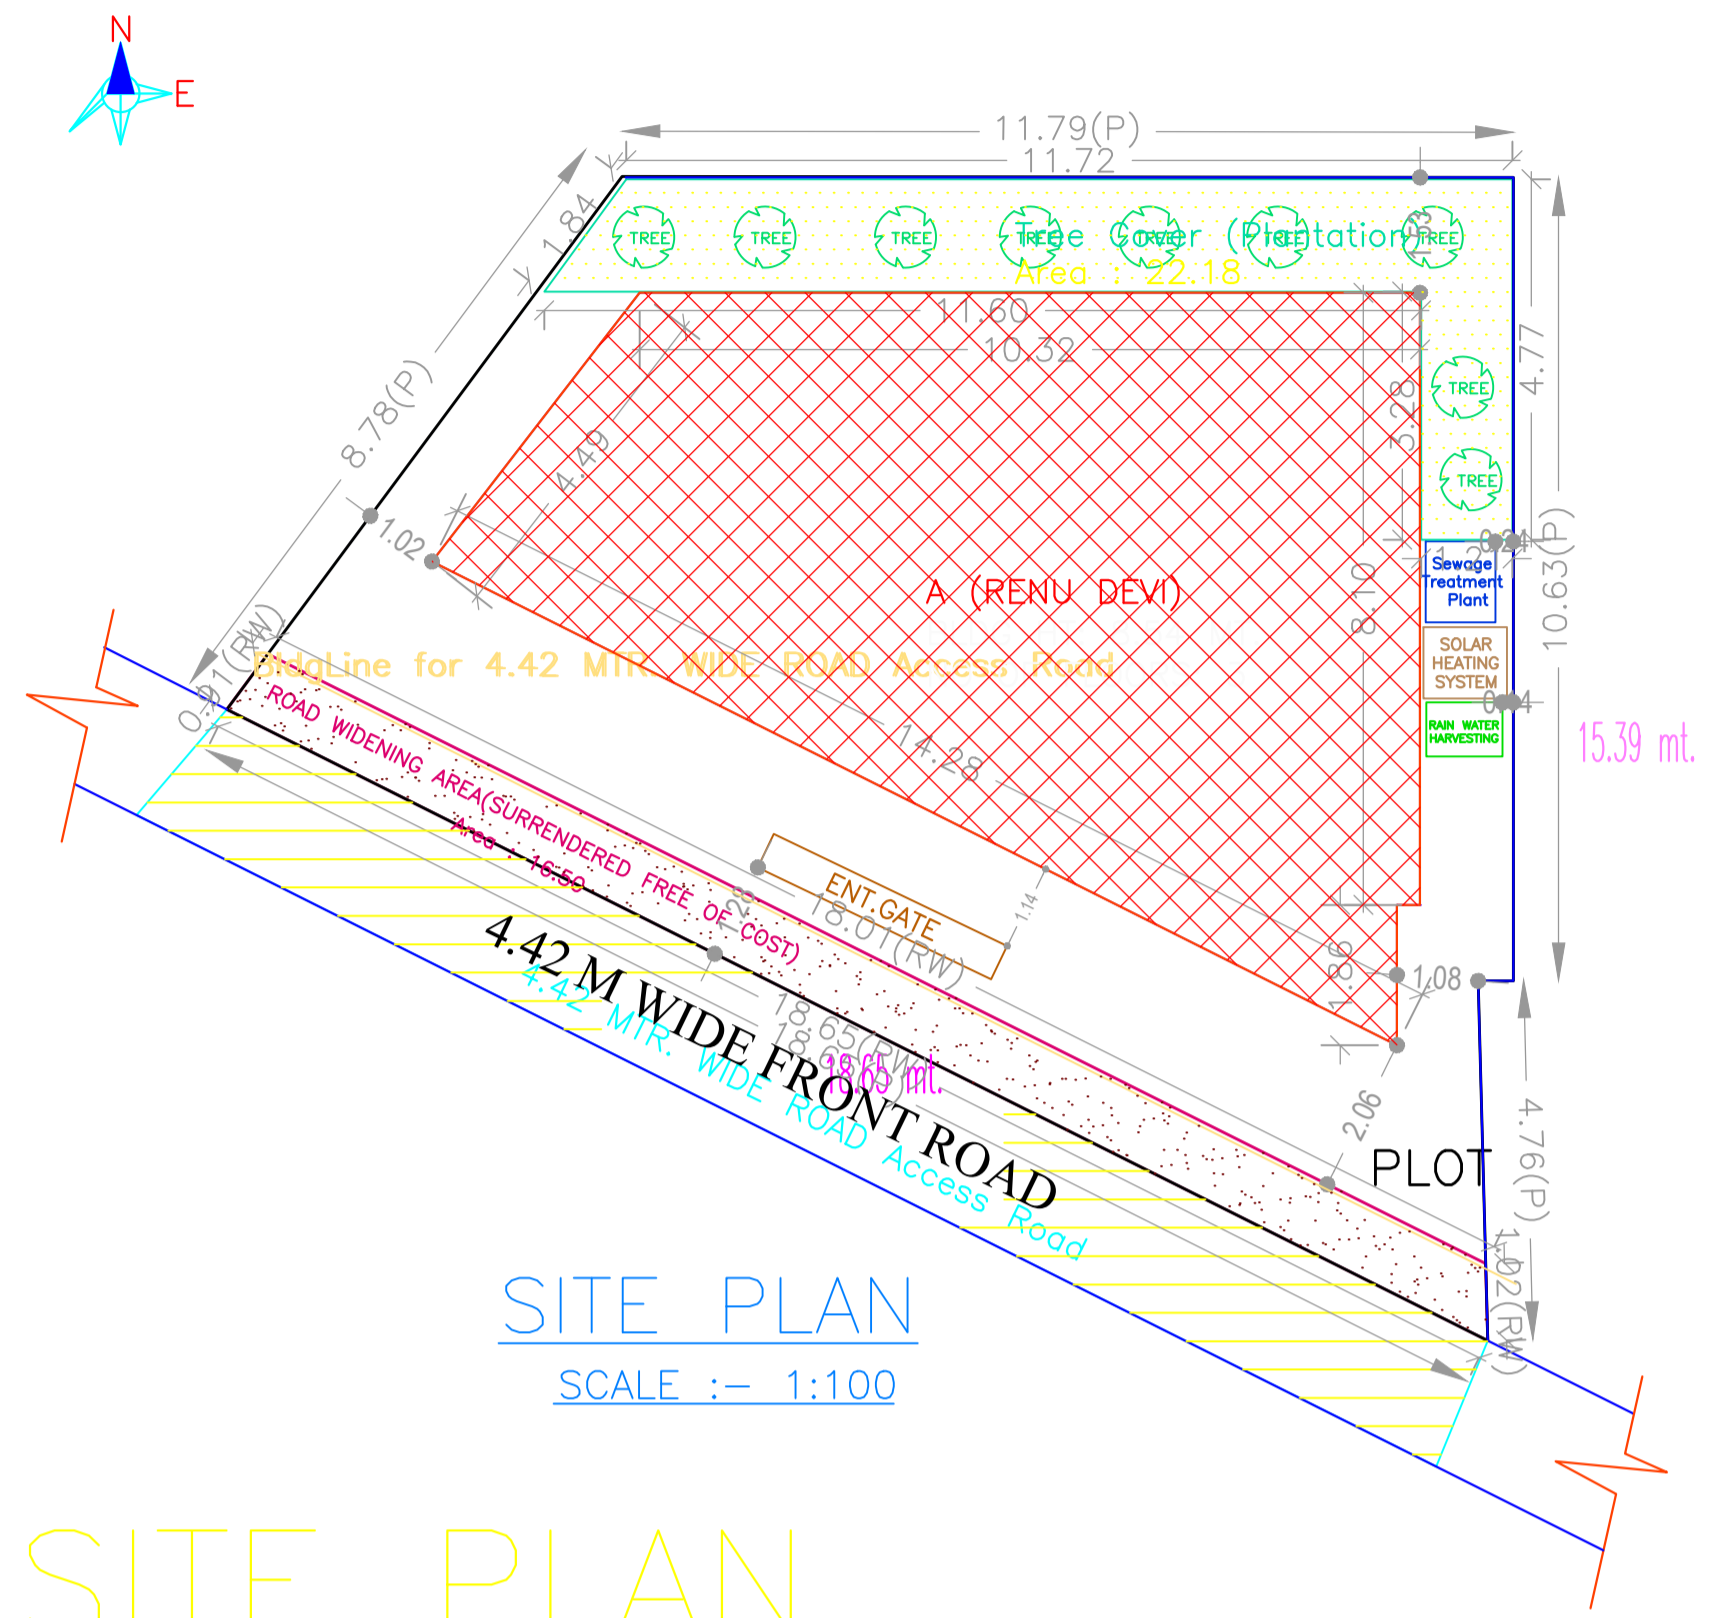 N
E
11.79(P)
11.72
1.84
TREE
TREE
TREE
TREE
TREE
TREE
TREE
Tree Cover (Plantation)
Area : 22.18
1.53
11.60
10.32
4.77
8.78(P)
3.28
TREE
4.49
TREE
1.02
A (RENU DEVI)
8.10
Sewage
Treatment
Plant
10.63(P)
SOLAR
HEATING
SYSTEM
RAIN WATER
HARVESTING
15.39 mt.
BldgLine for 4.42 MTR. WIDE ROAD Access Road
ROAD WIDENING AREA(SURRENDERED FREE OF COST)
Area : 16.50
14.28
ENT.GATE
1.14
1.28
18.01(RW)
1.86
1.08
4.42 M WIDE FRONT ROAD
4.42 MTR. WIDE ROAD Access Road
18.65(RW)
18.65 mt.
2.06
PLOT
4.76(P)
1.02(RW)
SITE PLAN
SCALE :- 1:100
SITE PLAN